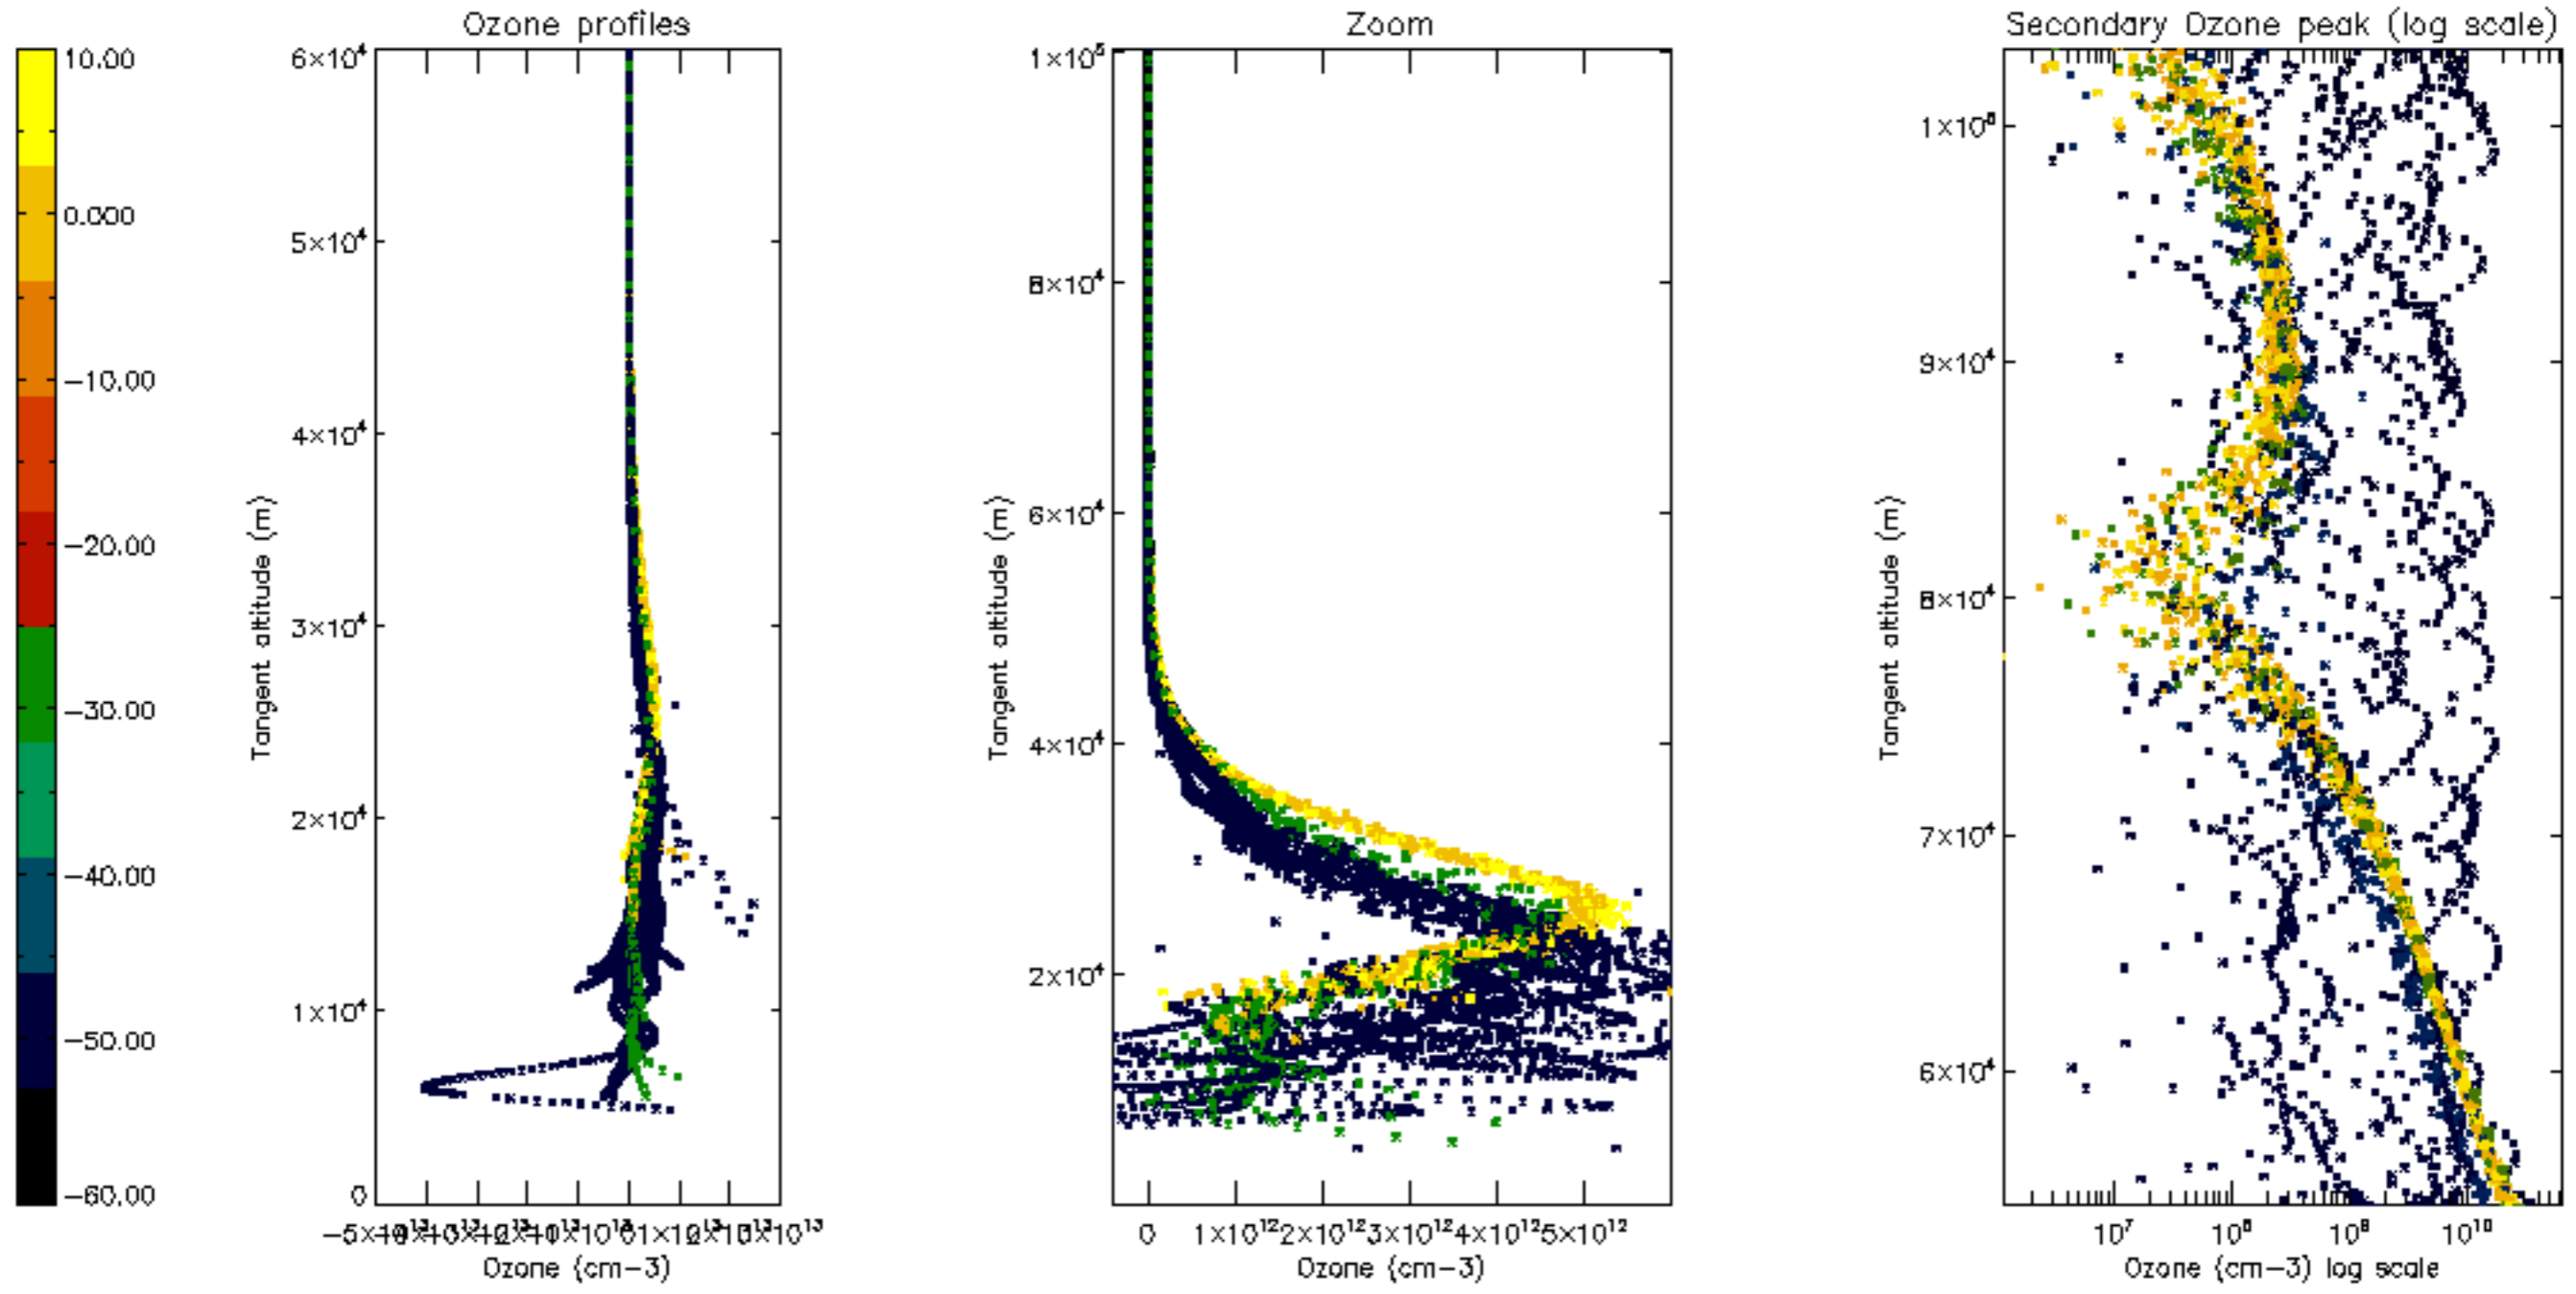 Ozone profiles
Zoom
Secondary Ozone peak (log scale)
10.00
0.000
−10.00
−20.00
−30.00
−40.00
−50.00
−60.00
6×10⁴
5×10⁴
4×10⁴
3×10⁴
2×10⁴
1×10⁴
0
Tangent altitude (m)
Ozone (cm−3)
1×10⁵
8×10⁴
6×10⁴
4×10⁴
2×10⁴
Tangent altitude (m)
0 1×10¹² 2×10¹² 3×10¹² 4×10¹² 5×10¹²
Ozone (cm−3)
1×10⁵
9×10⁴
8×10⁴
7×10⁴
6×10⁴
Tangent altitude (m)
10⁷ 10⁸ 10⁹ 10¹⁰
Ozone (cm−3) log scale